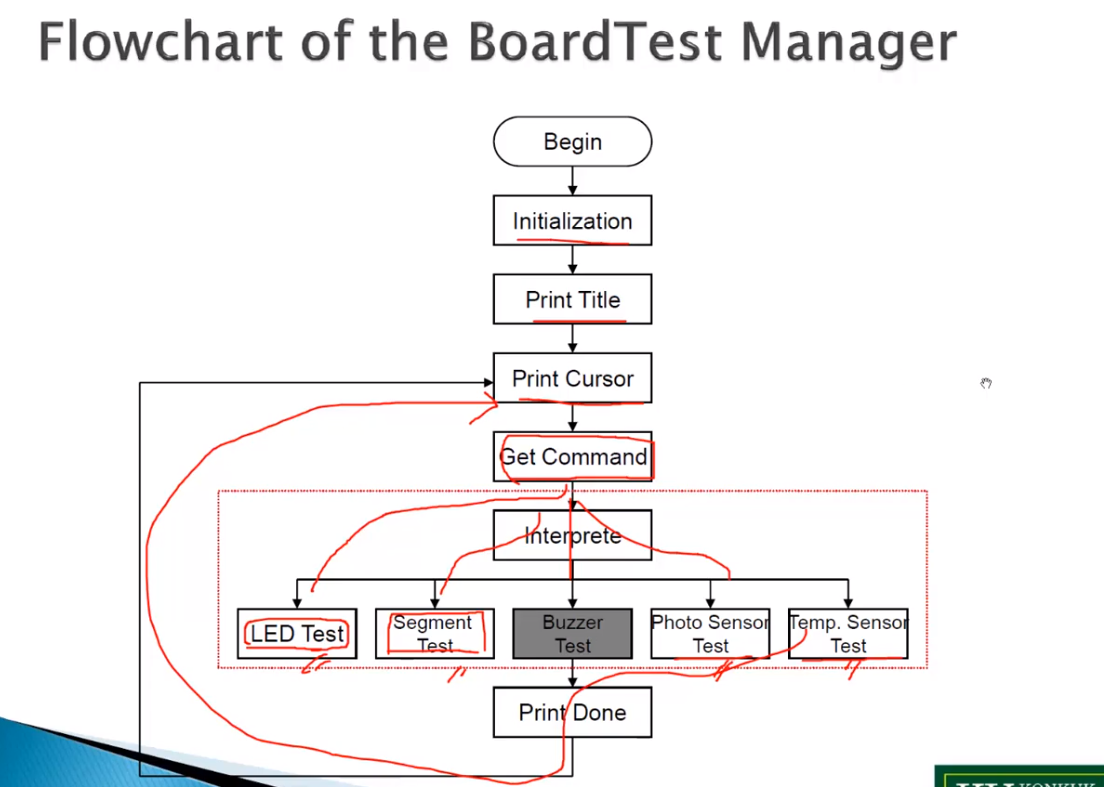 Flowchart of the BoardTest Manager
Begin
Initialization
Print Title
Print Cursor
Get Command
Interprete
LED Test
Segment
Test
Buzzer
Test
Photo Sensor
Test
Temp. Sensor
Test
Print Done